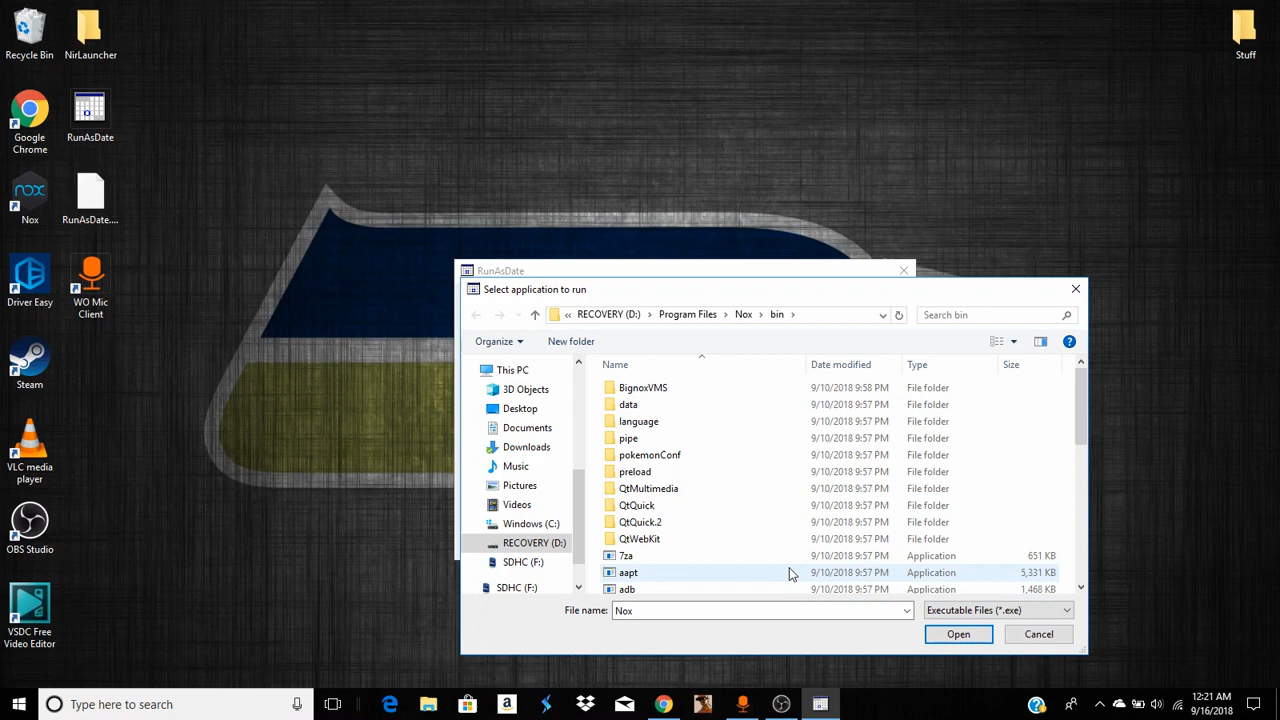 Recycle Bin
NirLauncher
Stuff
Google
Chrome
RunAsDate
nox
Nox
RunAsDate....
Driver Easy
WO Mic
Client
Steam
VLC media
player
OBS Studio
VSDC Free
Video Editor
RunAsDate
Select application to run
« RECOVERY (D:) > Program Files > Nox > bin >
Search bin
Organize
New folder
Name Date modified Type Size
This PC
3D Objects
Desktop
Documents
Downloads
Music
Pictures
Videos
Windows (C:)
RECOVERY (D:)
SDHC (F:)
SDHC (F:)
BignoxVMS 9/10/2018 9:58 PM File folder
data 9/10/2018 9:57 PM File folder
language 9/10/2018 9:57 PM File folder
pipe 9/10/2018 9:57 PM File folder
pokemonConf 9/10/2018 9:57 PM File folder
preload 9/10/2018 9:57 PM File folder
QtMultimedia 9/10/2018 9:57 PM File folder
QtQuick 9/10/2018 9:57 PM File folder
QtQuick.2 9/10/2018 9:57 PM File folder
QtWebKit 9/10/2018 9:57 PM File folder
7za 9/10/2018 9:57 PM Application 651 KB
aapt 9/10/2018 9:57 PM Application 5,331 KB
adb 9/10/2018 9:57 PM Application 1,468 KB
File name: Nox
Executable Files (*.exe)
Open
Cancel
Type here to search
12:21 AM
9/16/2018